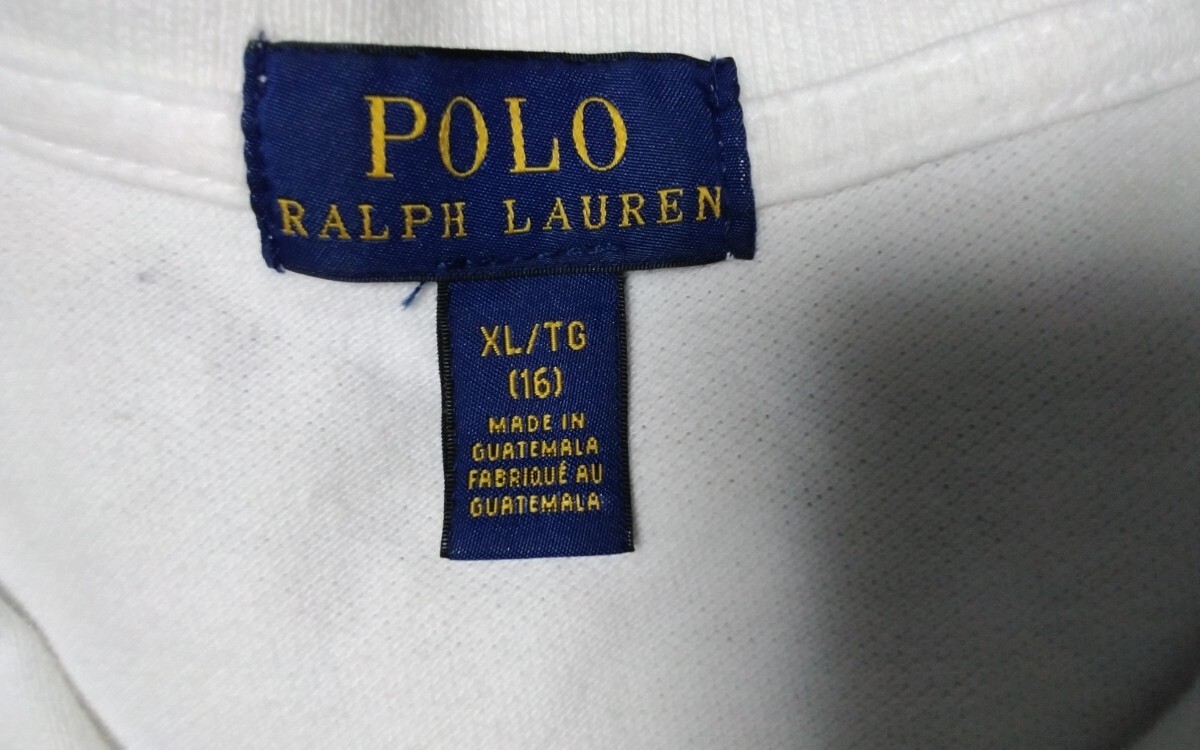 POLO
RALPH LAUREN
XL/TG
(16)
MADE IN
GUATEMALA
FABRIQUÉ AU
GUATEMALA